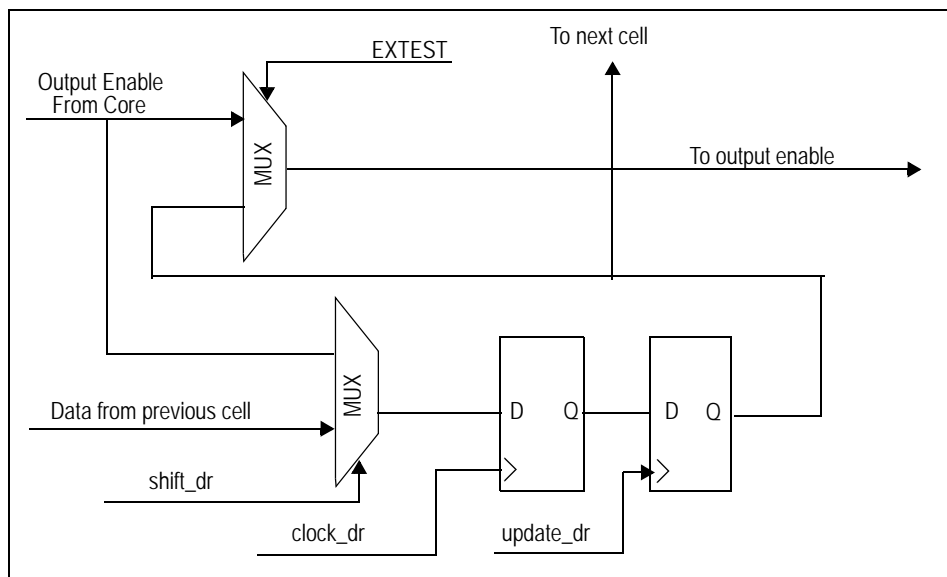 EXTEST
To next cell
Output Enable
From Core
MUX
To output enable
MUX
Data from previous cell
D Q
D Q
shift_dr
clock_dr
update_dr